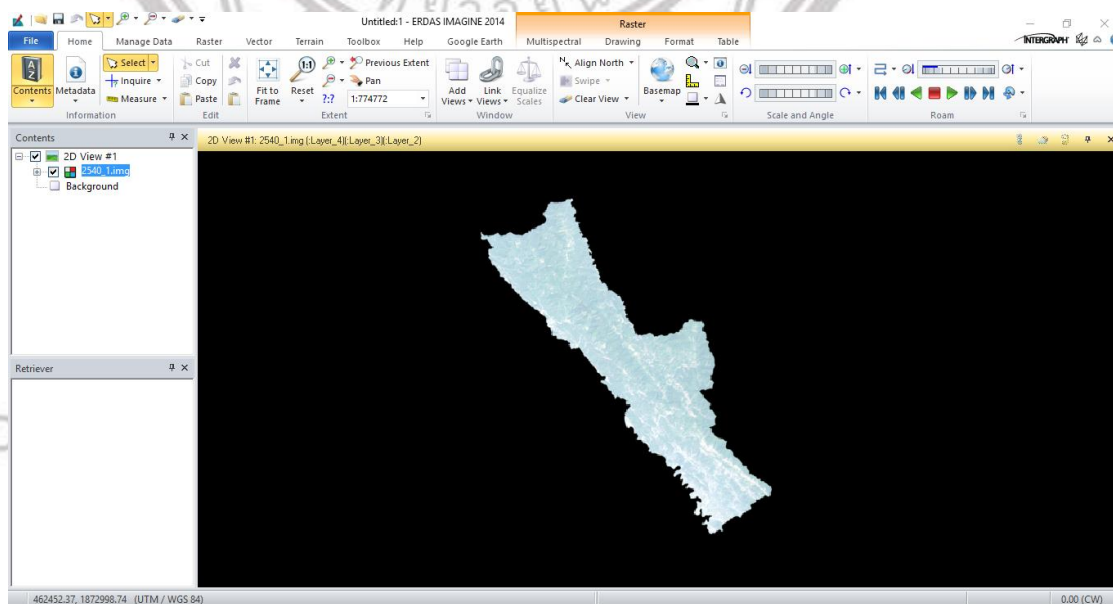 Untitled:1 - ERDAS IMAGINE 2014
Raster
File Home Manage Data Raster Vector Terrain Toolbox Help Google Earth Multispectral Drawing Format Table
INTERGRAPH
Contents
Metadata
Select
Inquire
Measure
Information
Cut
Copy
Paste
Edit
Fit to Frame
1:1
Reset
?:?
Previous Extent
Pan
1:774772
Extent
Add Views
Link Views
Equalize Scales
Window
Align North
Swipe
Clear View
Basemap
View
Scale and Angle
Roam
Contents
2D View #1
2540_1.img
Background
2D View #1: 2540_1.img (:Layer_4)(:Layer_3)(:Layer_2)
Retriever
462452.37, 1872998.74 (UTM / WGS 84)
0.00 (CW)